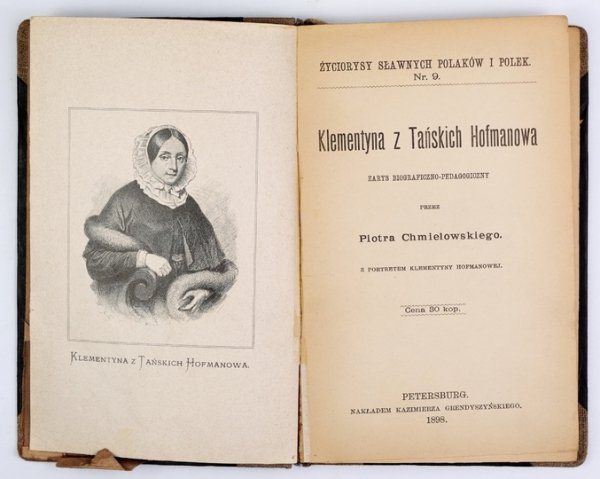 Klementyna z Tańskich Hofmanowa.
ŻYCIORYSY SŁAWNYCH POLAKÓW I POLEK.
Nr. 9.
Klementyna z Tańskich Hofmanowa
ZARYS BIOGRAFICZNO-PEDAGOGICZNY
PRZEZ
Piotra Chmielowskiego.
Z PORTRETEM KLEMENTYNY HOFMANOWEJ.
Cena 30 kop.
PETERSBURG.
NAKŁADEM KAZIMIERZA GRENDYSZYŃSKIEGO.
1898.